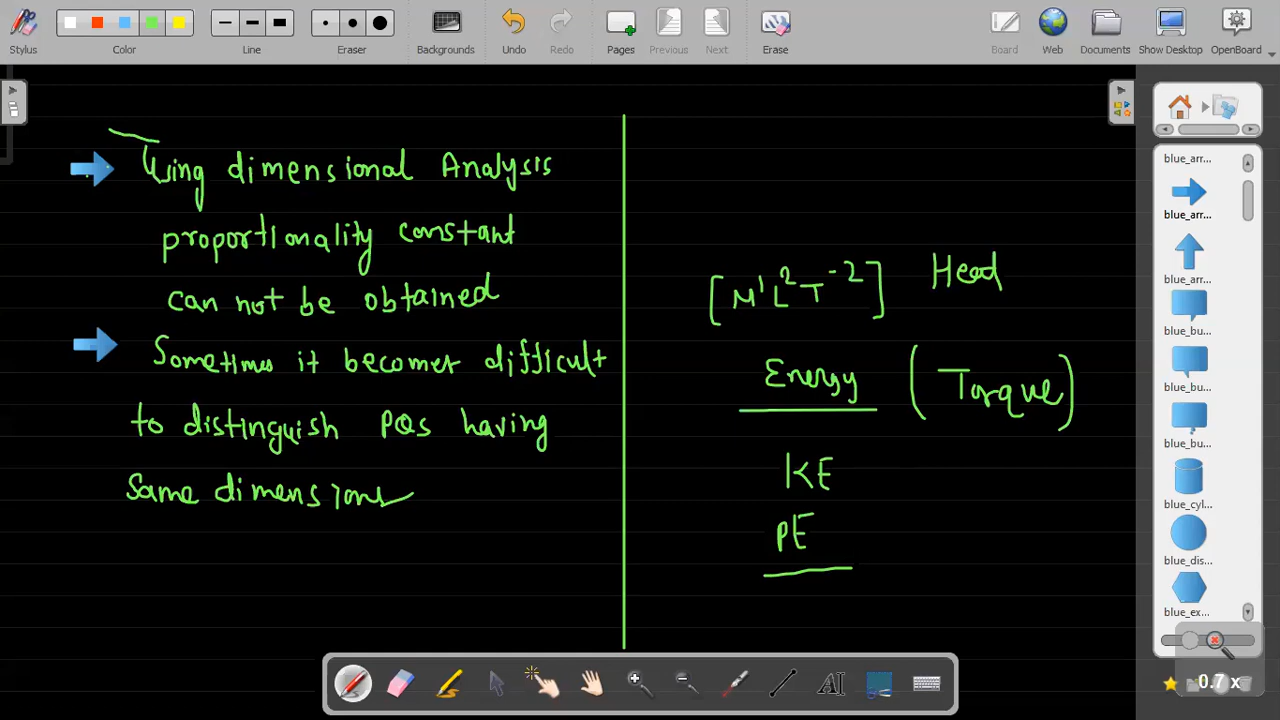 Stylus
Color
Line
Eraser
Backgrounds
Undo
Redo
Pages
Previous
Next
Erase
Board
Web
Documents
Show Desktop
OpenBoard
Using dimensional Analysis
proportionality constant
can not be obtained
Sometimes it becomes difficult
to distinguish PQs having
Same dimensions
[M¹L²T⁻²] Head
Energy (Torque)
KE
PE
blue_arr...
blue_arr...
blue_arr...
blue_bu...
blue_bu...
blue_bu...
blue_cyl...
blue_dis...
blue_ex...
AI
0.7 x